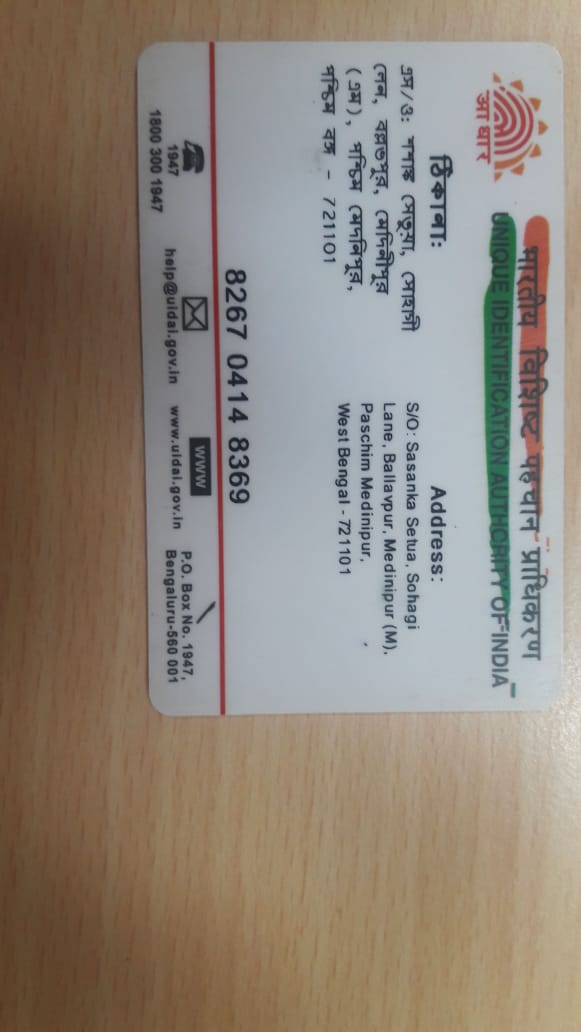 आधार
भारतीय विशिष्ट पहचान प्राधिकरण
UNIQUE IDENTIFICATION AUTHORITY OF INDIA
ঠিকানা:
এস/ও: শশাঙ্ক সেতুয়া, সোহাগী
লেন, বল্লভপুর, মেদিনীপুর
(এম), পশ্চিম মেদিনিপুর,
পশ্চিম বঙ্গ - 721101
Address:
S/O: Sasanka Setua, Sohagi
Lane, Ballavpur, Medinipur (M),
Paschim Medinipur,
West Bengal - 721101
8267 0414 8369
1947
1800 300 1947
help@uidai.gov.in
WWW
www.uidai.gov.in
P.O. Box No. 1947,
Bengaluru-560 001